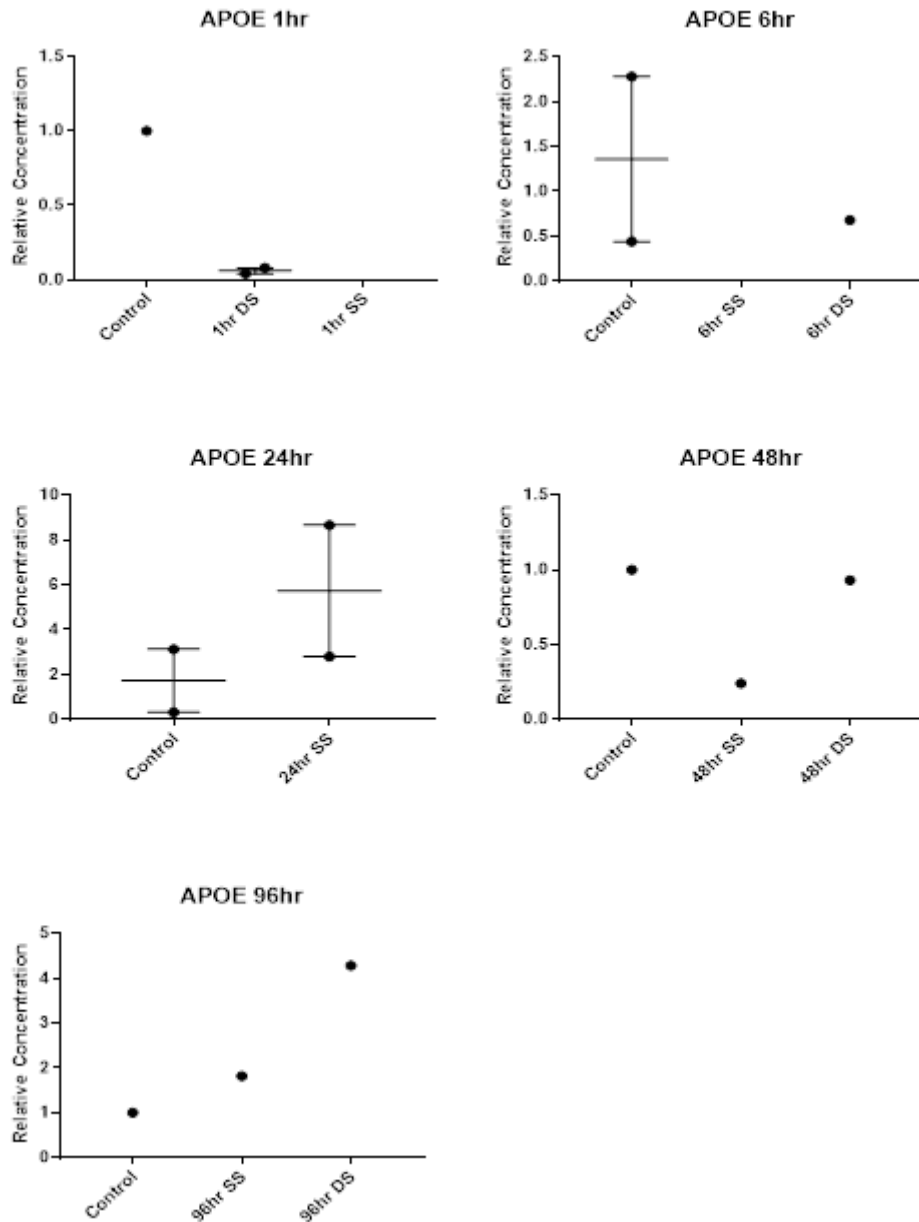 APOE 1hr
Relative Concentration
1.5
1.0
0.5
0.0
Control
1hr DS
1hr SS
APOE 6hr
Relative Concentration
2.5
2.0
1.5
1.0
0.5
0.0
Control
6hr SS
6hr DS
APOE 24hr
Relative Concentration
10
8
6
4
2
0
Control
24hr SS
APOE 48hr
Relative Concentration
1.5
1.0
0.5
0.0
Control
48hr SS
48hr DS
APOE 96hr
Relative Concentration
5
4
3
2
1
0
Control
96hr SS
96hr DS